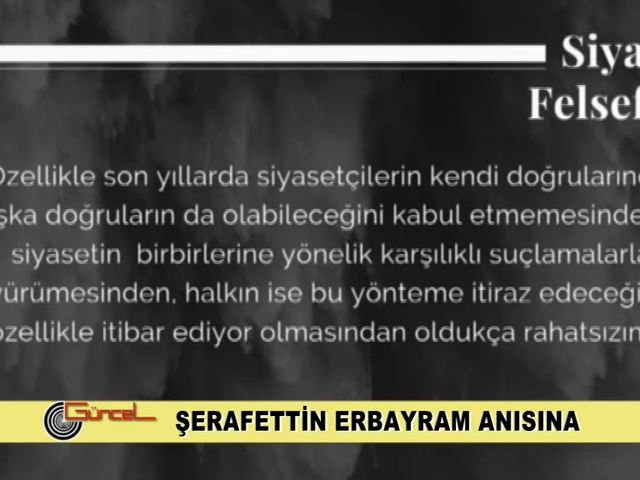 Siya
Felsef
Özellikle son yıllarda siyasetçilerin kendi doğruların
şka doğruların da olabileceğini kabul etmemesinde
siyasetin birbirlerine yönelik karşılıklı suçlamalarla
yürümesinden, halkın ise bu yönteme itiraz edeceği
özellikle itibar ediyor olmasından oldukça rahatsızın
Güncel ŞERAFETTİN ERBAYRAM ANISINA